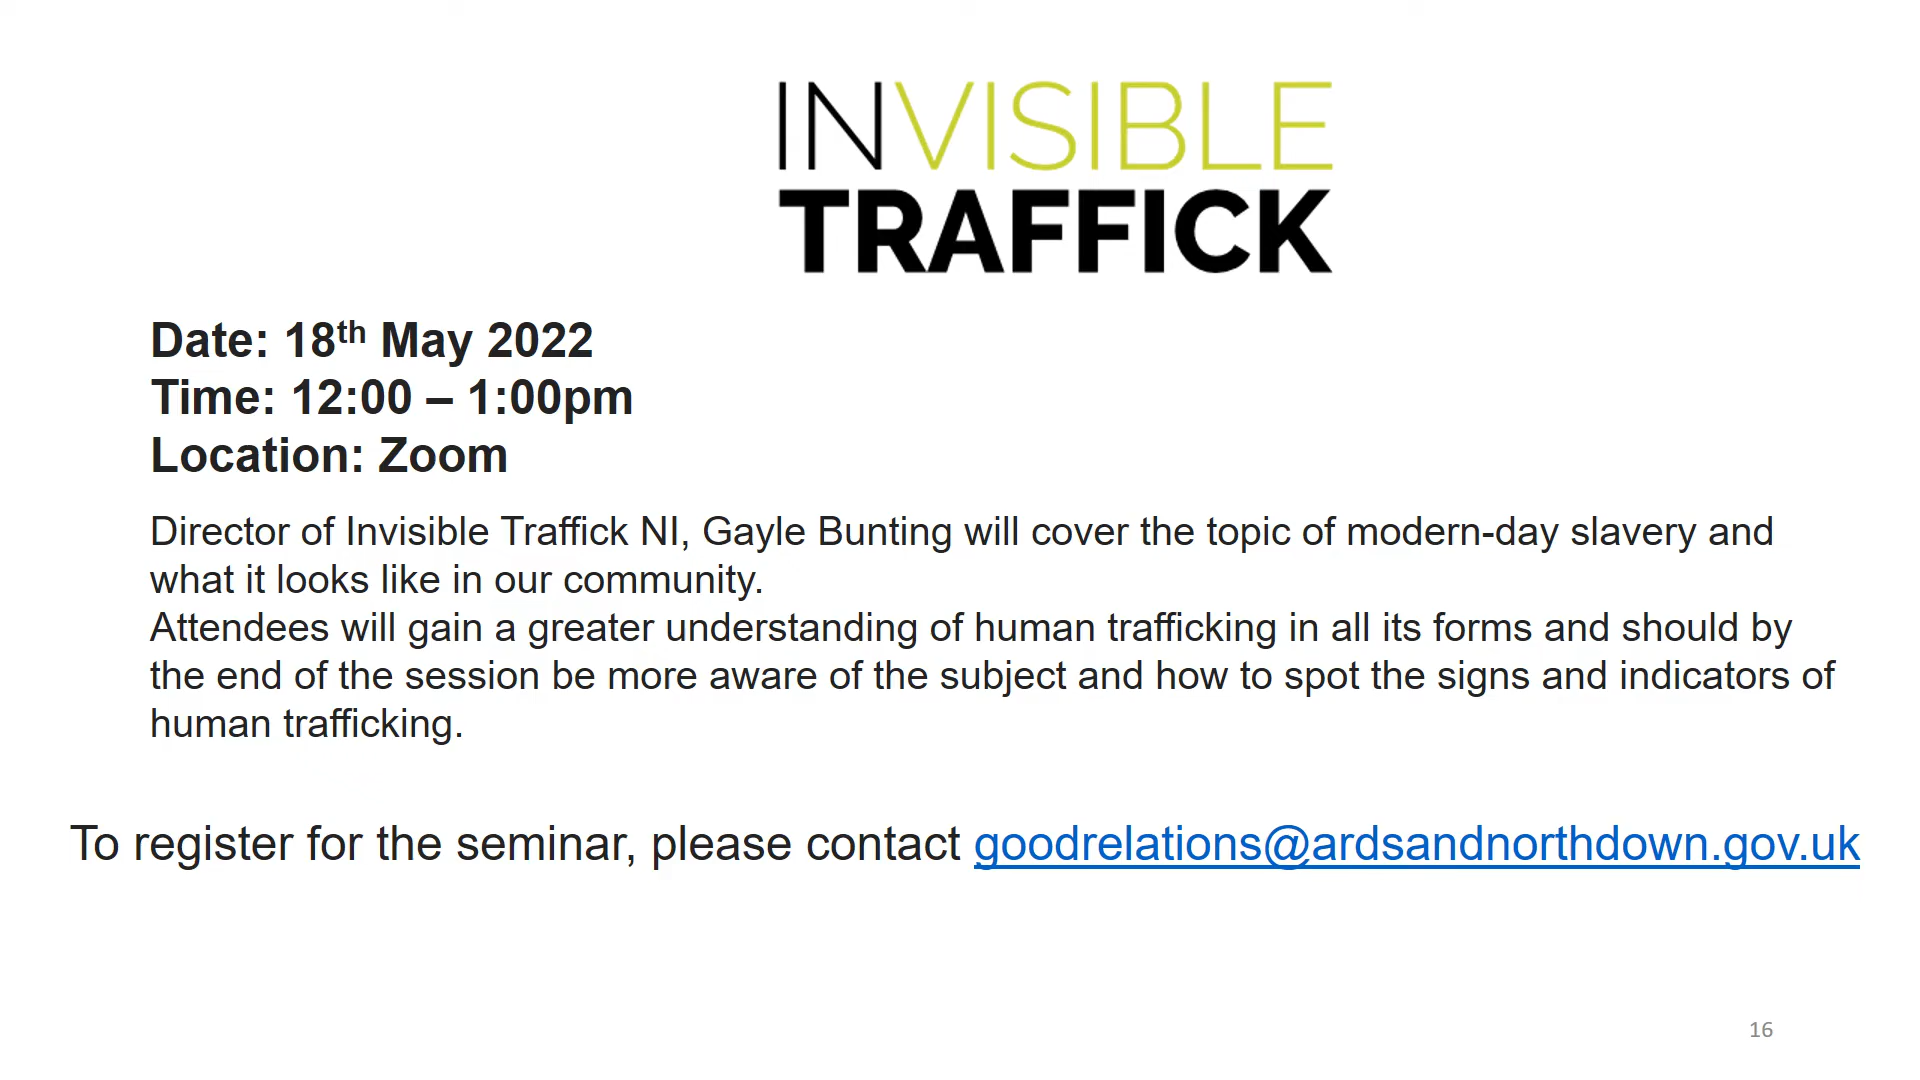 INVISIBLE
TRAFFICK
Date: 18th May 2022
Time: 12:00 – 1:00pm
Location: Zoom
Director of Invisible Traffick NI, Gayle Bunting will cover the topic of modern-day slavery and
what it looks like in our community.
Attendees will gain a greater understanding of human trafficking in all its forms and should by
the end of the session be more aware of the subject and how to spot the signs and indicators of
human trafficking.
To register for the seminar, please contact goodrelations@ardsandnorthdown.gov.uk
16